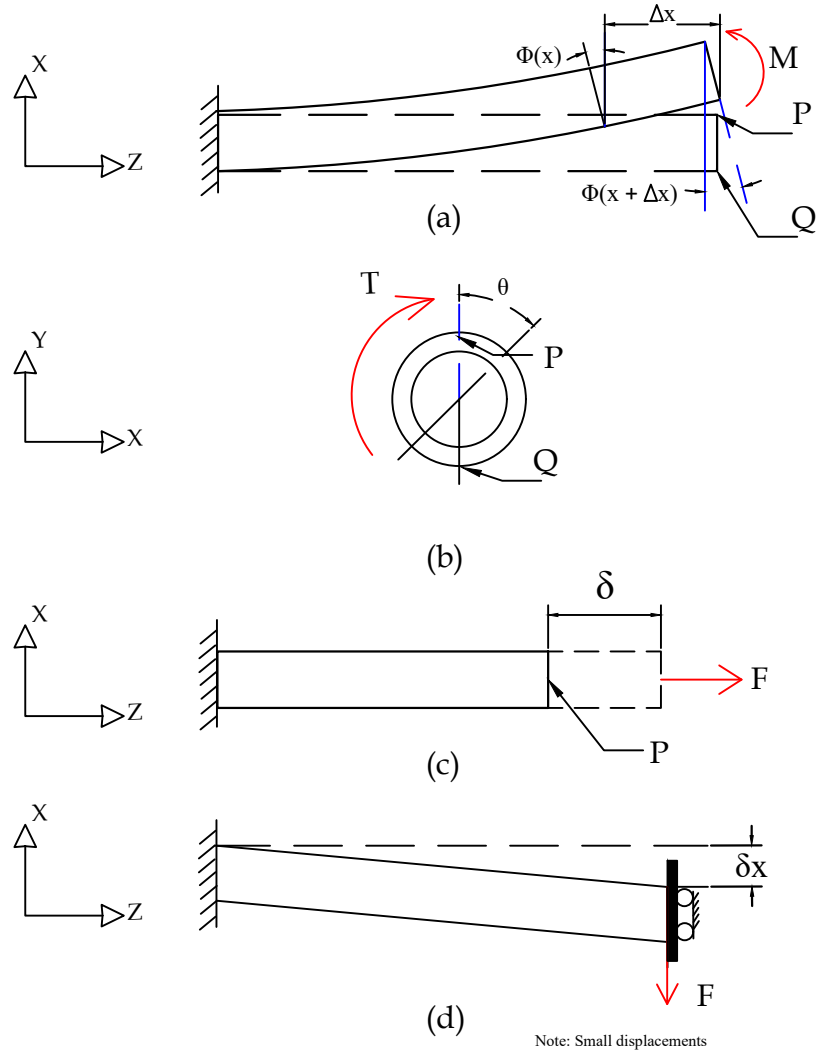 Δx
X
Φ(x)
M
P
Z
Φ(x + Δx)
Q
(a)
θ
T
Y
P
X
Q
(b)
δ
X
F
Z
P
(c)
X
δx
Z
F
(d)
Note: Small displacements